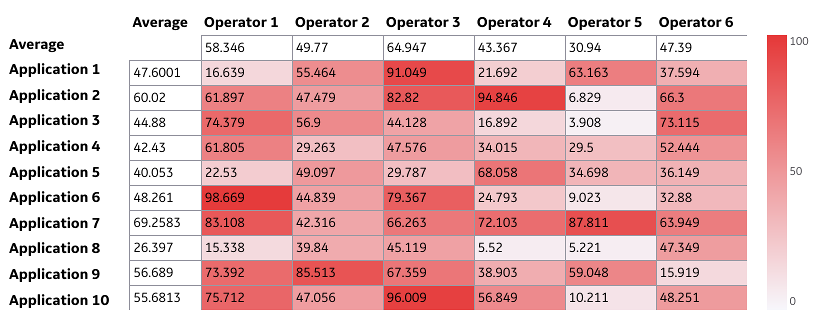 Average Operator 1 Operator 2 Operator 3 Operator 4 Operator 5 Operator 6
Average 58.346 49.77 64.947 43.367 30.94 47.39
Application 1 47.6001 16.639 55.464 91.049 21.692 63.163 37.594
Application 2 60.02 61.897 47.479 82.82 94.846 6.829 66.3
Application 3 44.88 74.379 56.9 44.128 16.892 3.908 73.115
Application 4 42.43 61.805 29.263 47.576 34.015 29.5 52.444
Application 5 40.053 22.53 49.097 29.787 68.058 34.698 36.149
Application 6 48.261 98.669 44.839 79.367 24.793 9.023 32.88
Application 7 69.2583 83.108 42.316 66.263 72.103 87.811 63.949
Application 8 26.397 15.338 39.84 45.119 5.52 5.221 47.349
Application 9 56.689 73.392 85.513 67.359 38.903 59.048 15.919
Application 10 55.6813 75.712 47.056 96.009 56.849 10.211 48.251
100
50
0